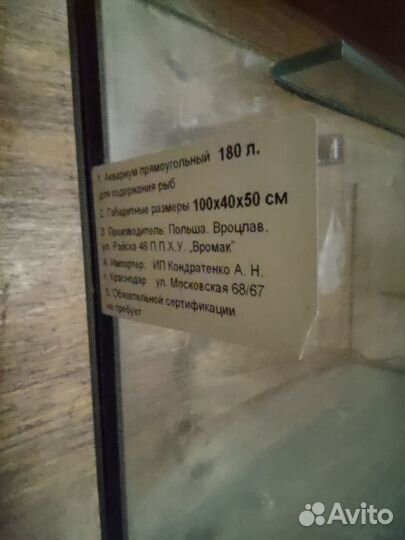 1. Аквариум прямоугольный 180 л.
для содержания рыб
2. Габаритные размеры 100х40х50 см
3. Производитель: Польша. Вроцлав,
ул. Райска 46 П.П.Х.У. „Вромак"
4. Импортер: ИП Кондратенко А. Н.
г. Краснодар ул. Московская 68/67
5. Обязательной сертификации
не требует
Avito